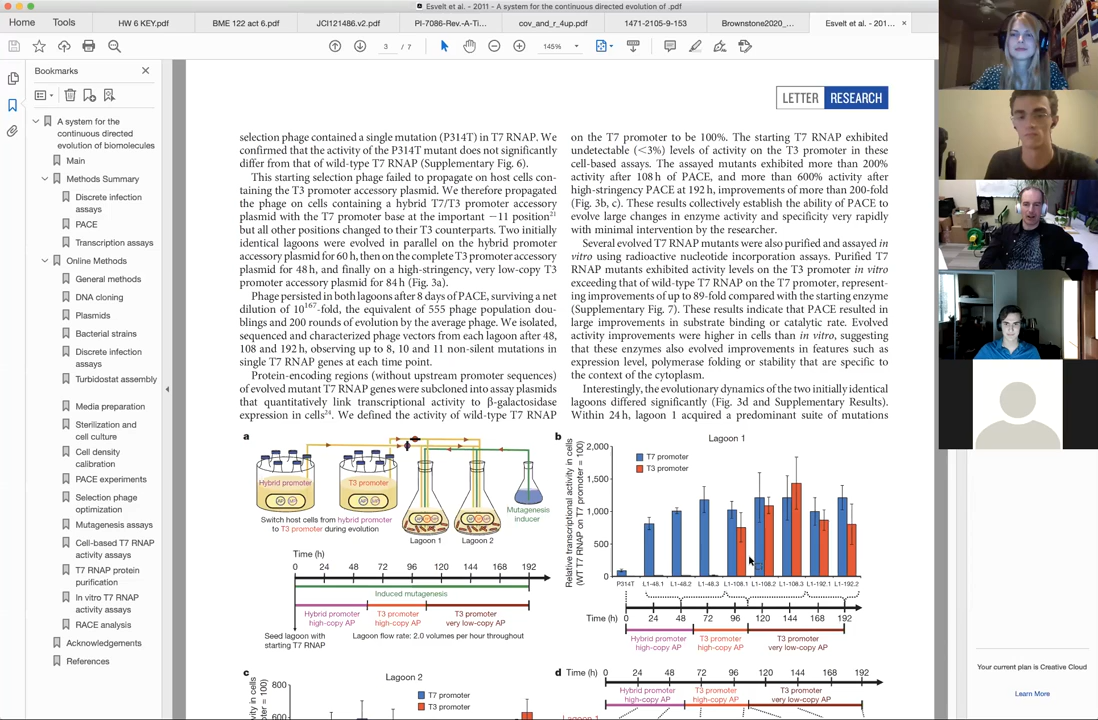 Esvelt et al. - 2011 - A system for the continuous directed evolution of .pdf
Home
Tools
HW 6 KEY.pdf
BME 122 act 6.pdf
JCI121486.v2.pdf
PI-7086-Rev.-A-Ti...
cov_and_r_4up.pdf
1471-2105-9-153
Brownstone2020_...
Esvelt et al. - 201...
3 / 7
145%
Bookmarks
A system for the
continuous directed
evolution of biomolecules
Main
Methods Summary
Discrete infection
assays
PACE
Transcription assays
Online Methods
General methods
DNA cloning
Plasmids
Bacterial strains
Discrete infection
assays
Turbidostat assembly
Media preparation
Sterilization and
cell culture
Cell density
calibration
PACE experiments
Selection phage
optimization
Mutagenesis assays
Cell-based T7 RNAP
activity assays
T7 RNAP protein
purification
In vitro T7 RNAP
activity assays
RACE analysis
Acknowledgements
References
LETTER RESEARCH
selection phage contained a single mutation (P314T) in T7 RNAP. We
confirmed that the activity of the P314T mutant does not significantly
differ from that of wild-type T7 RNAP (Supplementary Fig. 6).
This starting selection phage failed to propagate on host cells con-
taining the T3 promoter accessory plasmid. We therefore propagated
the phage on cells containing a hybrid T7/T3 promoter accessory
plasmid with the T7 promoter base at the important −11 position21
but all other positions changed to their T3 counterparts. Two initially
identical lagoons were evolved in parallel on the hybrid promoter
accessory plasmid for 60 h, then on the complete T3 promoter accessory
plasmid for 48 h, and finally on a high-stringency, very low-copy T3
promoter accessory plasmid for 84 h (Fig. 3a).
Phage persisted in both lagoons after 8 days of PACE, surviving a net
dilution of 10167-fold, the equivalent of 555 phage population dou-
blings and 200 rounds of evolution by the average phage. We isolated,
sequenced and characterized phage vectors from each lagoon after 48,
108 and 192 h, observing up to 8, 10 and 11 non-silent mutations in
single T7 RNAP genes at each time point.
Protein-encoding regions (without upstream promoter sequences)
of evolved mutant T7 RNAP genes were subcloned into assay plasmids
that quantitatively link transcriptional activity to β-galactosidase
expression in cells24. We defined the activity of wild-type T7 RNAP
on the T7 promoter to be 100%. The starting T7 RNAP exhibited
undetectable (<3%) levels of activity on the T3 promoter in these
cell-based assays. The assayed mutants exhibited more than 200%
activity after 108 h of PACE, and more than 600% activity after
high-stringency PACE at 192 h, improvements of more than 200-fold
(Fig. 3b, c). These results collectively establish the ability of PACE to
evolve large changes in enzyme activity and specificity very rapidly
with minimal intervention by the researcher.
Several evolved T7 RNAP mutants were also purified and assayed in
vitro using radioactive nucleotide incorporation assays. Purified T7
RNAP mutants exhibited activity levels on the T3 promoter in vitro
exceeding that of wild-type T7 RNAP on the T7 promoter, represent-
ing improvements of up to 89-fold compared with the starting enzyme
(Supplementary Fig. 7). These results indicate that PACE resulted in
large improvements in substrate binding or catalytic rate. Evolved
activity improvements were higher in cells than in vitro, suggesting
that these enzymes also evolved improvements in features such as
expression level, polymerase folding or stability that are specific to
the context of the cytoplasm.
Interestingly, the evolutionary dynamics of the two initially identical
lagoons differed significantly (Fig. 3d and Supplementary Results).
Within 24 h, lagoon 1 acquired a predominant suite of mutations
a
Hybrid promoter
T3 promoter
Switch host cells from hybrid promoter
to T3 promoter during evolution
Lagoon 1
Lagoon 2
Mutagenesis
inducer
Time (h)
0 24 48 72 96 120 144 168 192
Induced mutagenesis
Hybrid promoter
high-copy AP
T3 promoter
high-copy AP
T3 promoter
very low-copy AP
Seed lagoon with
starting T7 RNAP
Lagoon flow rate: 2.0 volumes per hour throughout
b
Lagoon 1
T7 promoter
T3 promoter
Relative transcriptional activity in cells
(WT T7 RNAP on T7 promoter = 100)
2,000
1,500
1,000
500
0
P314T L1-48.1 L1-48.2 L1-48.3 L1-108.1 L1-108.2 L1-108.3 L1-192.1 L1-192.2
Time (h) 0 24 48 72 96 120 144 168 192
Hybrid promoter
high-copy AP
T3 promoter
high-copy AP
T3 promoter
very low-copy AP
c
Lagoon 2
T7 promoter
T3 promoter
800
600
d
Time (h) 0 24 48 72 96 120 144 168 192
Hybrid promoter
high-copy AP
T3 promoter
high-copy AP
T3 promoter
very low-copy AP
Your current plan is Creative Cloud
Learn More